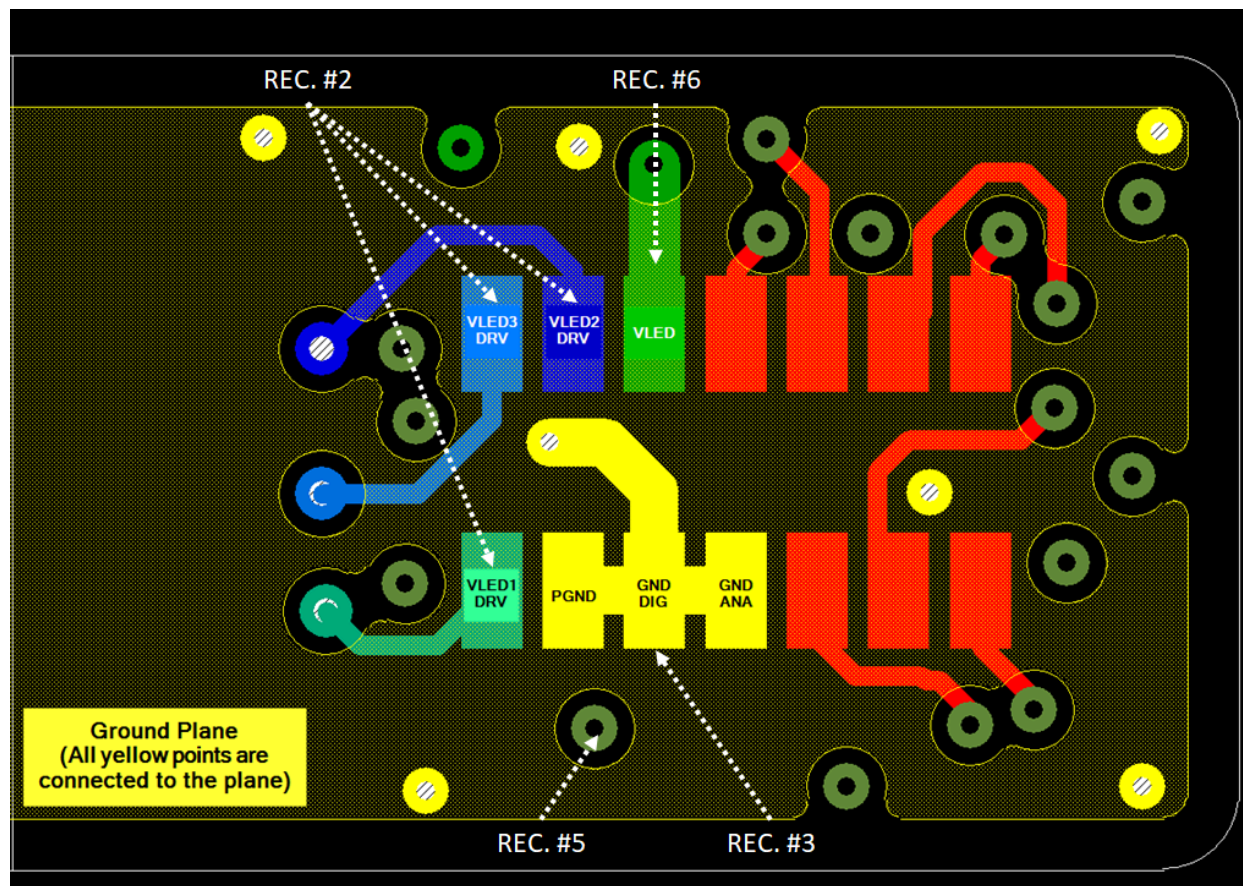 REC. #2
REC. #6
VLED3
DRV
VLED2
DRV
VLED
VLED1
DRV
PGND
GND
DIG
GND
ANA
Ground Plane
(All yellow points are
connected to the plane)
REC. #5
REC. #3